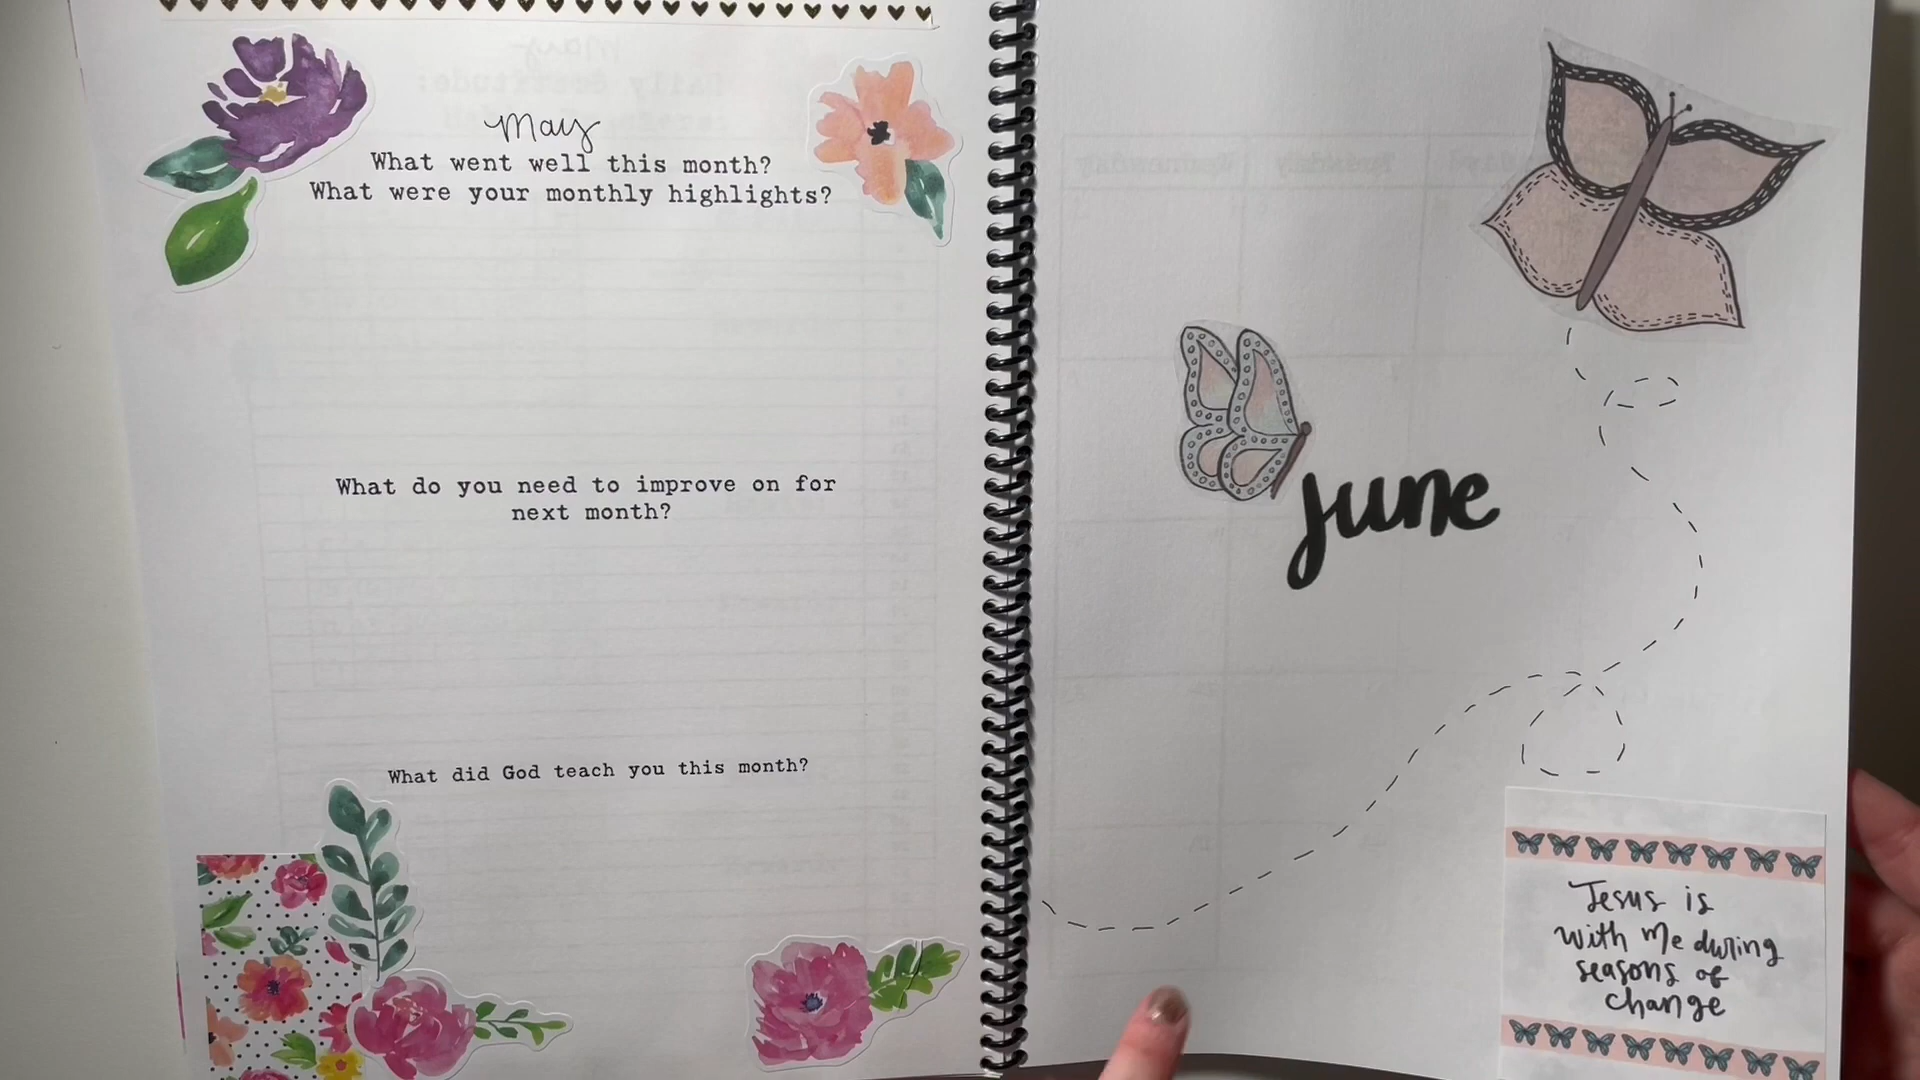 May
What went well this month?
What were your monthly highlights?
What do you need to improve on for
next month?
What did God teach you this month?
June
Jesus is
with me during
seasons of
change